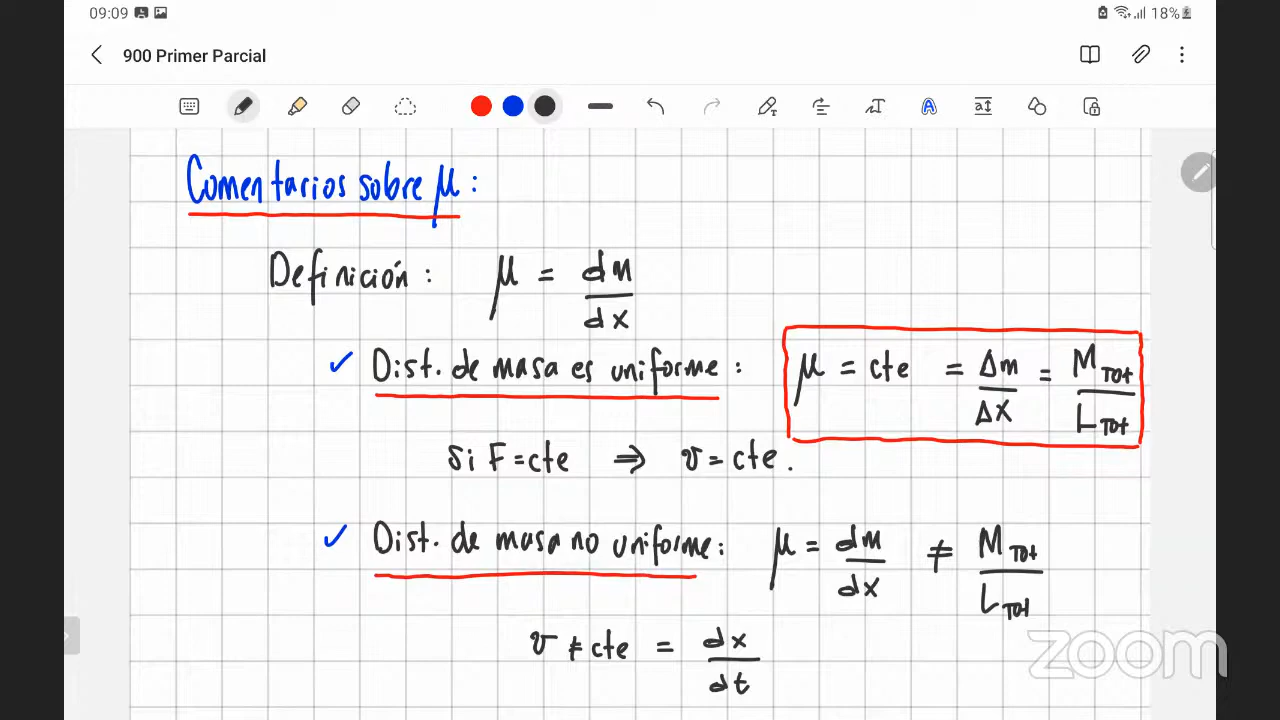 09:09 18%
900 Primer Parcial
Comentarios sobre μ:
Definición: μ = dm/dx
✓ Dist. de masa es uniforme: μ = cte = Δm/Δx = M_Tot/L_Tot
Si F = cte ⇒ v = cte.
✓ Dist. de masa no uniforme: μ = dm/dx ≠ M_Tot/L_Tot
v ≠ cte = dx/dt
zoom